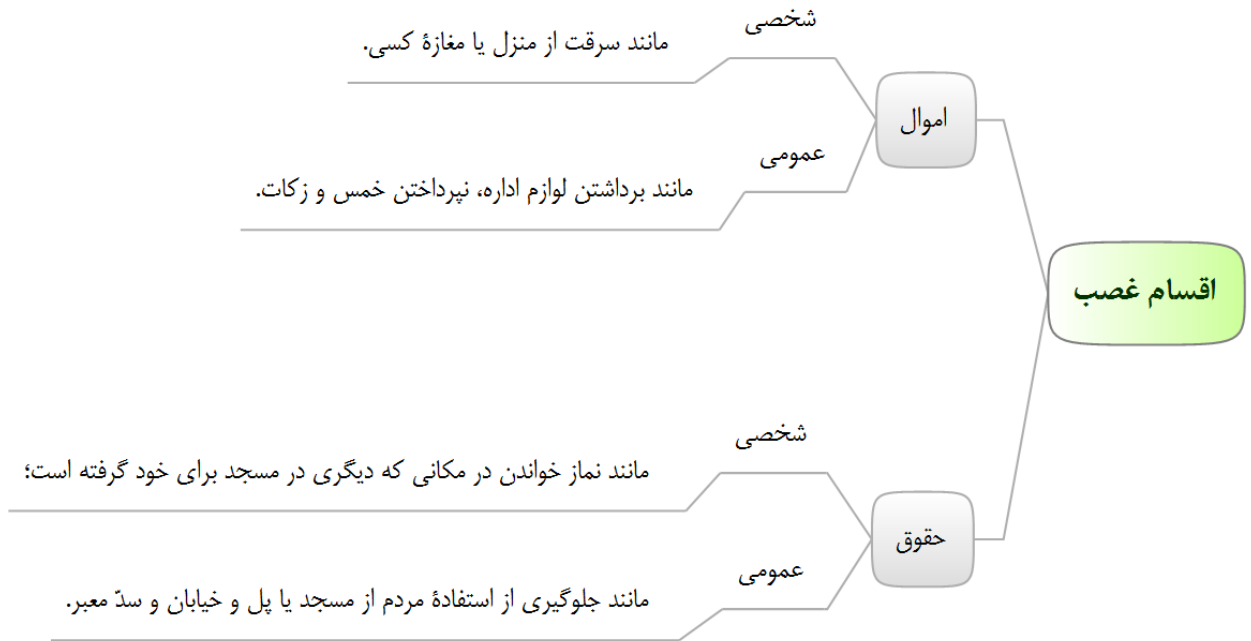 اقسام غصب
اموال
شخصی
مانند سرقت از منزل یا مغازهٔ کسی.
عمومی
مانند برداشتن لوازم اداره، نپرداختن خمس و زکات.
حقوق
شخصی
مانند نماز خواندن در مکانی که دیگری در مسجد برای خود گرفته است؛
عمومی
مانند جلوگیری از استفادهٔ مردم از مسجد یا پل و خیابان و سدّ معبر.